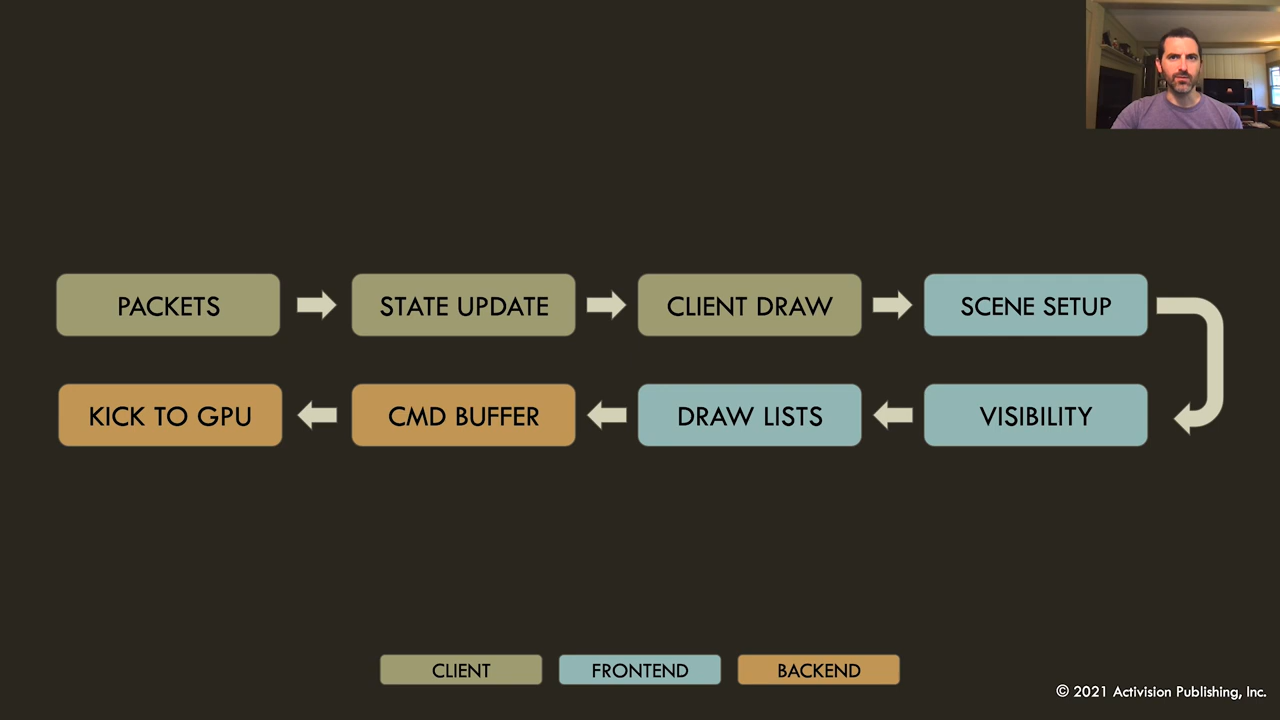 PACKETS
STATE UPDATE
CLIENT DRAW
SCENE SETUP
KICK TO GPU
CMD BUFFER
DRAW LISTS
VISIBILITY
CLIENT
FRONTEND
BACKEND
© 2021 Activision Publishing, Inc.